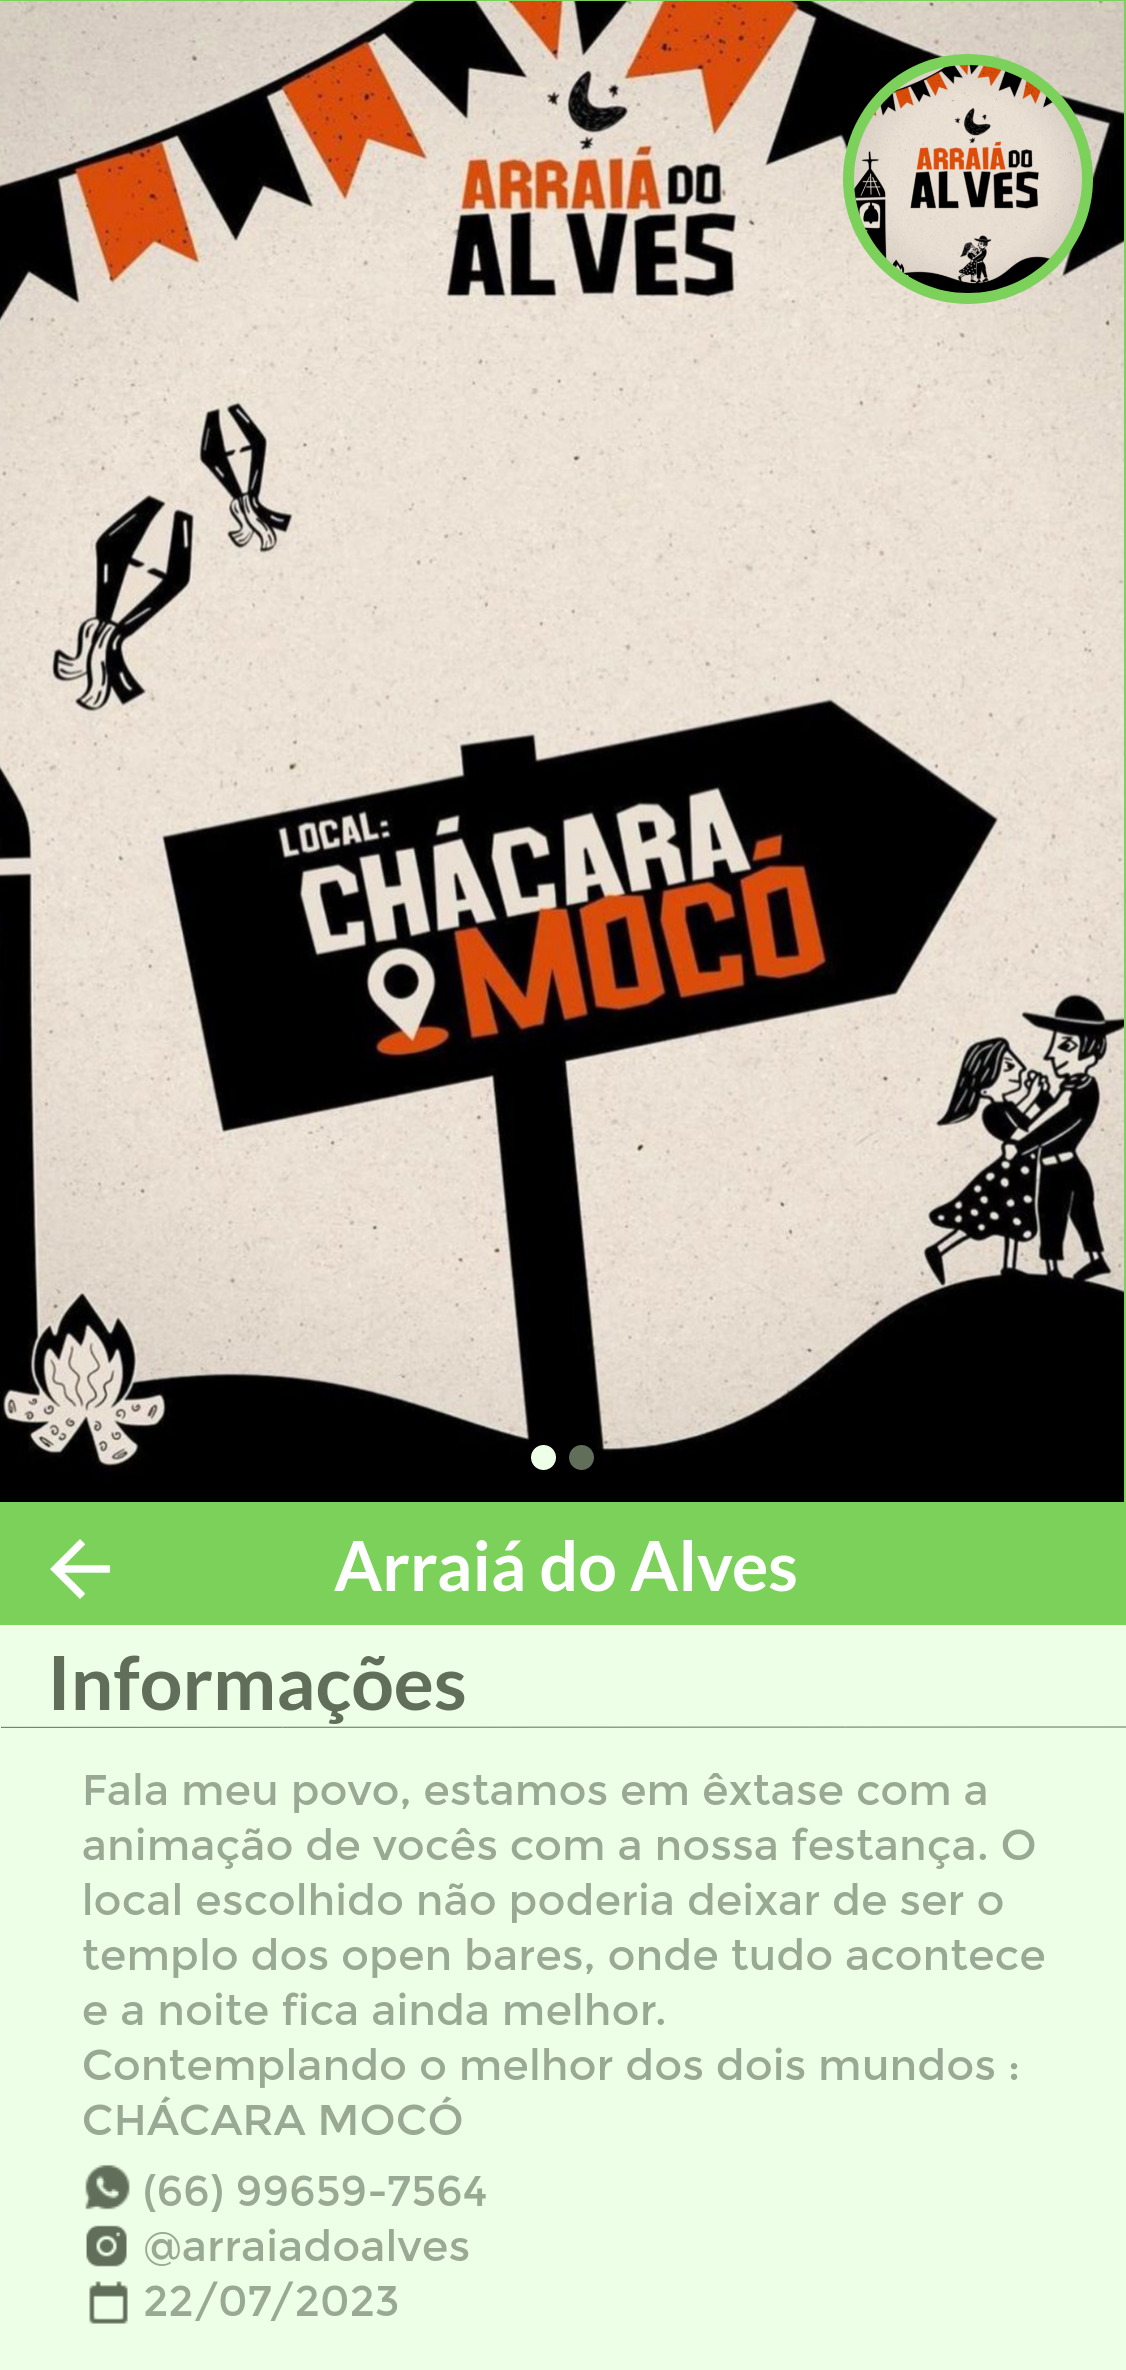 ARRAIÁ DO
ALVES
ARRAIÁ DO
ALVES
LOCAL:
CHÁCARA
MOCÓ
Arraiá do Alves
Informações
Fala meu povo, estamos em êxtase com a
animação de vocês com a nossa festança. O
local escolhido não poderia deixar de ser o
templo dos open bares, onde tudo acontece
e a noite fica ainda melhor.
Contemplando o melhor dos dois mundos :
CHÁCARA MOCÓ
(66) 99659-7564
@arraiadoalves
22/07/2023